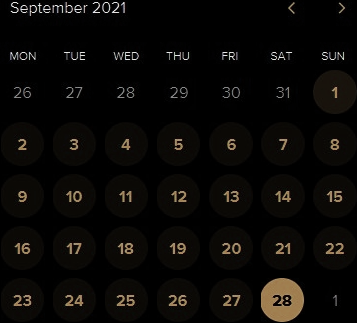 September 2021
MON TUE WED THU FRI SAT SUN
26 27 28 29 30 31 1
2 3 4 5 6 7 8
9 10 11 12 13 14 15
16 17 18 19 20 21 22
23 24 25 26 27 28 1